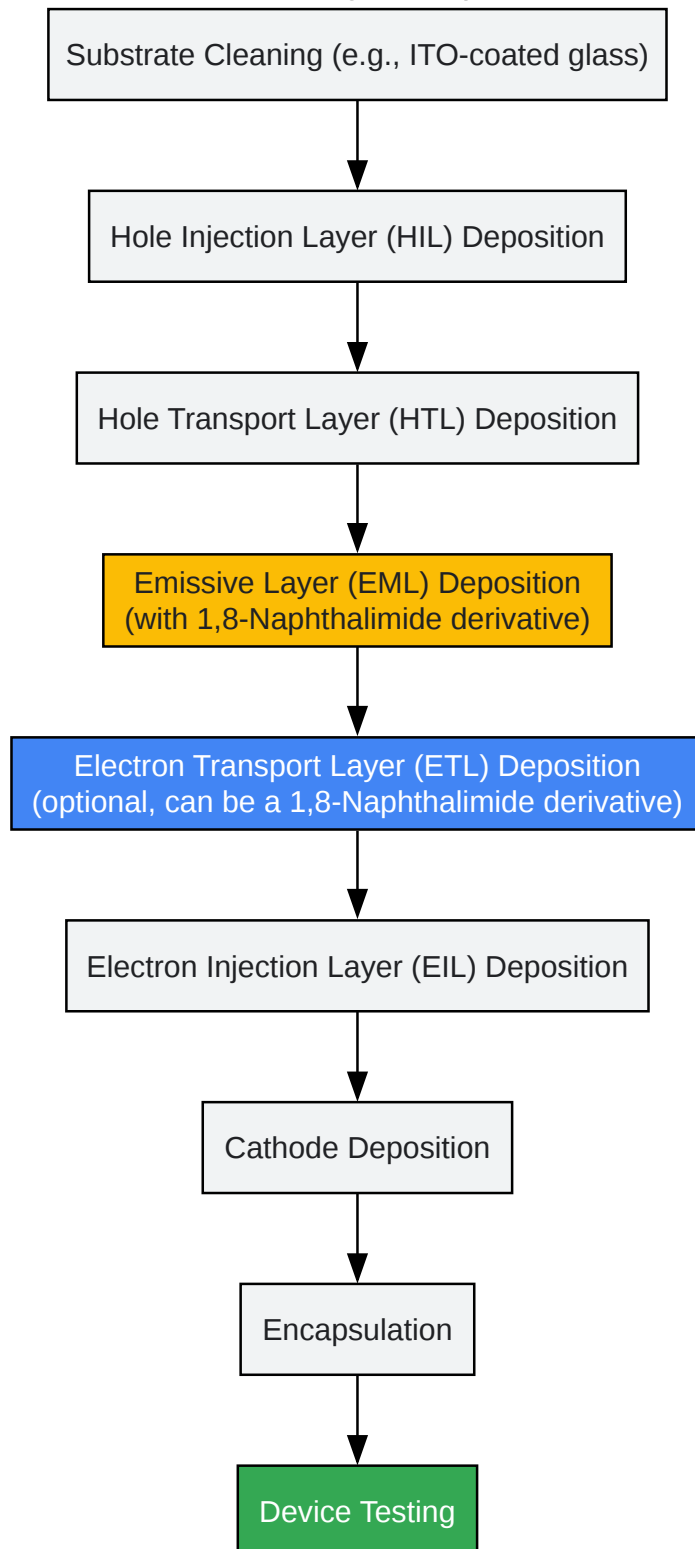 Substrate Cleaning (e.g., ITO-coated glass)
Hole Injection Layer (HIL) Deposition
Hole Transport Layer (HTL) Deposition
Emissive Layer (EML) Deposition
(with 1,8-Naphthalimide derivative)
Electron Transport Layer (ETL) Deposition
(optional, can be a 1,8-Naphthalimide derivative)
Electron Injection Layer (EIL) Deposition
Cathode Deposition
Encapsulation
Device Testing